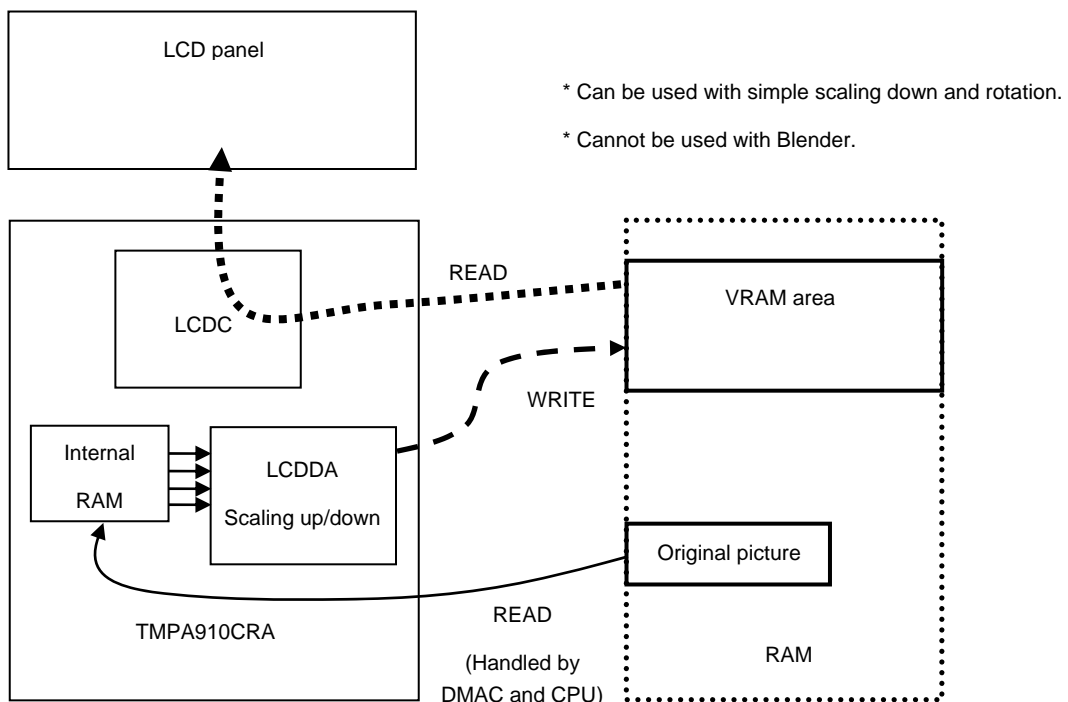 LCD panel
* Can be used with simple scaling down and rotation.
* Cannot be used with Blender.
READ
VRAM area
LCDC
WRITE
Internal
RAM
LCDDA
Scaling up/down
Original picture
TMPA910CRA
READ
(Handled by
DMAC and CPU)
RAM